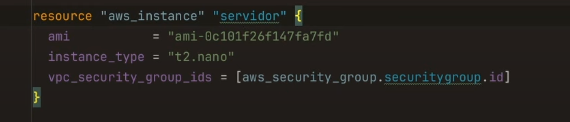 resource "aws_instance" "servidor" {
  ami           = "ami-0c101f26f147fa7fd"
  instance_type = "t2.nano"
  vpc_security_group_ids = [aws_security_group.securitygroup.id]
}